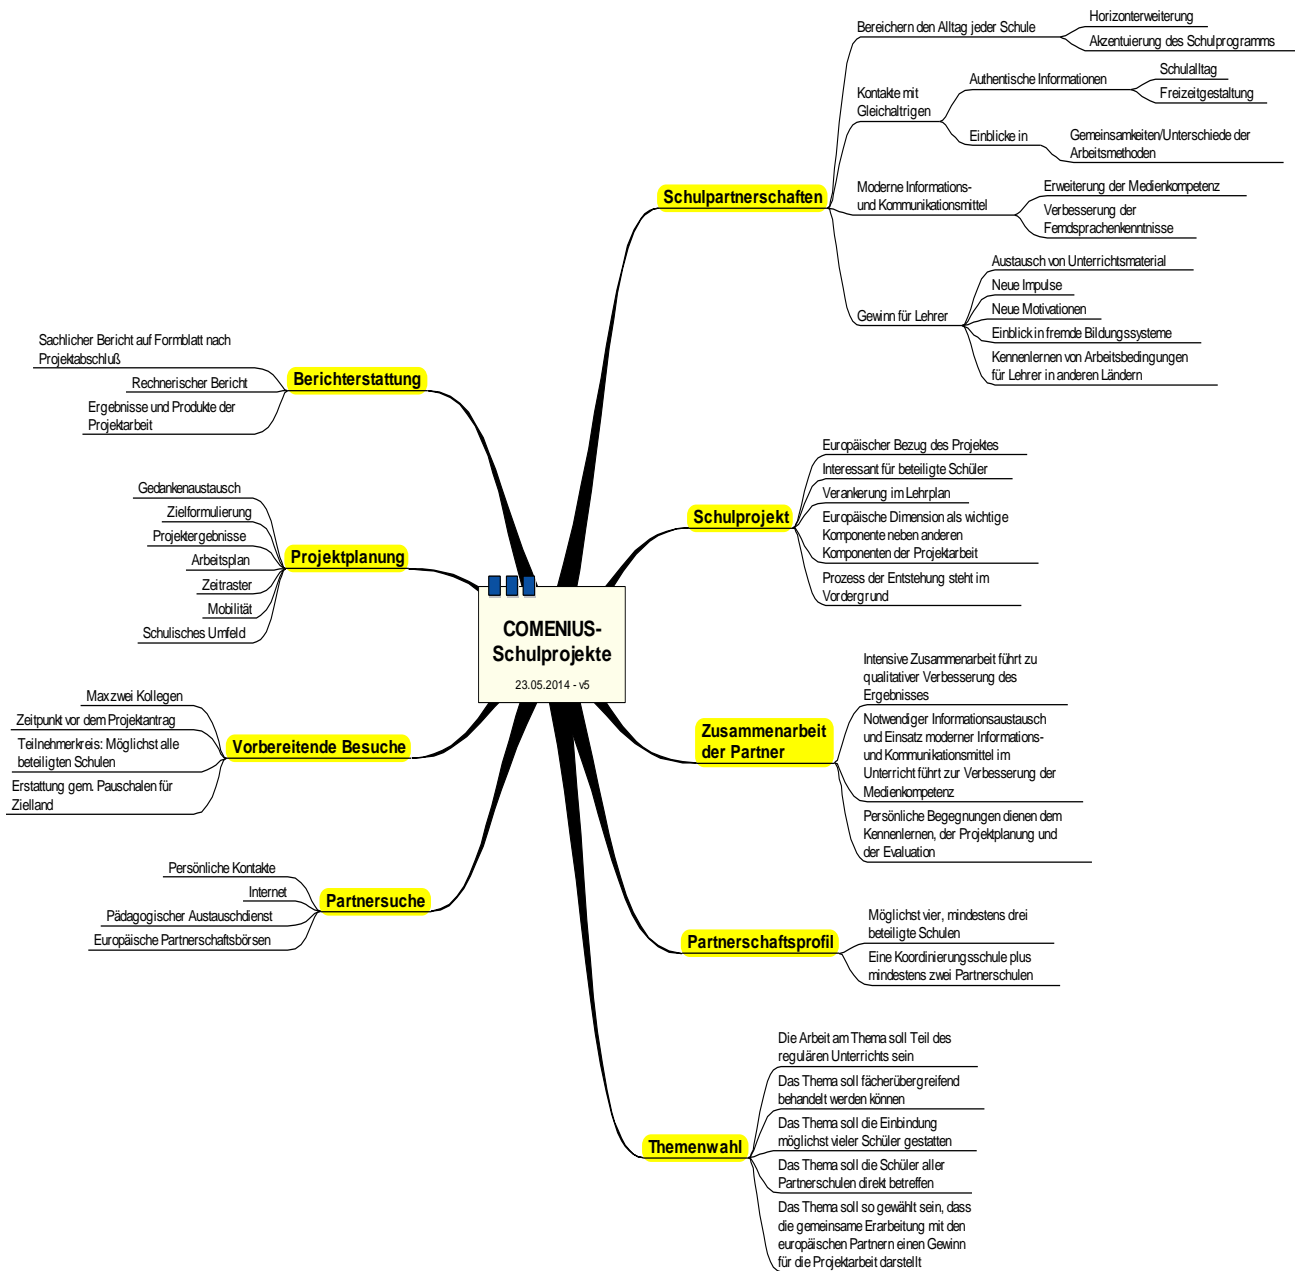 COMENIUS-
Schulprojekte
23.05.2014 - v5
Schulpartnerschaften
Bereichern den Alltag jeder Schule
Horizonterweiterung
Akzentuierung des Schulprogramms
Kontakte mit
Gleichaltrigen
Authentische Informationen
Schulalltag
Freizeitgestaltung
Einblicke in
Gemeinsamkeiten/Unterschiede der
Arbeitsmethoden
Moderne Informations-
und Kommunikationsmittel
Erweiterung der Medienkompetenz
Verbesserung der
Femdsprachenkenntnisse
Gewinn für Lehrer
Austausch von Unterrichtsmaterial
Neue Impulse
Neue Motivationen
Einblick in fremde Bildungssysteme
Kennenlernen von Arbeitsbedingungen
für Lehrer in anderen Ländern
Schulprojekt
Europäischer Bezug des Projektes
Interessant für beteiligte Schüler
Verankerung im Lehrplan
Europäische Dimension als wichtige
Komponente neben anderen
Komponenten der Projektarbeit
Prozess der Entstehung steht im
Vordergrund
Zusammenarbeit
der Partner
Intensive Zusammenarbeit führt zu
qualitativer Verbesserung des
Ergebnisses
Notwendiger Informationsaustausch
und Einsatz moderner Informations-
und Kommunikationsmittel im
Unterricht führt zur Verbesserung der
Medienkompetenz
Persönliche Begegnungen dienen dem
Kennenlernen, der Projektplanung und
der Evaluation
Partnerschaftsprofil
Möglichst vier, mindestens drei
beteiligte Schulen
Eine Koordinierungsschule plus
mindestens zwei Partnerschulen
Themenwahl
Die Arbeit am Thema soll Teil des
regulären Unterrichts sein
Das Thema soll fächerübergreifend
behandelt werden können
Das Thema soll die Einbindung
möglichst vieler Schüler gestatten
Das Thema soll die Schüler aller
Partnerschulen direkt betreffen
Das Thema soll so gewählt sein, dass
die gemeinsame Erarbeitung mit den
europäischen Partnern einen Gewinn
für die Projektarbeit darstellt
Partnersuche
Persönliche Kontakte
Internet
Pädagogischer Austauschdienst
Europäische Partnerschaftsbörsen
Vorbereitende Besuche
Max zwei Kollegen
Zeitpunkt vor dem Projektantrag
Teilnehmerkreis: Möglichst alle
beteiligten Schulen
Erstattung gem. Pauschalen für
Zielland
Projektplanung
Gedankenaustausch
Zielformulierung
Projektergebnisse
Arbeitsplan
Zeitraster
Mobilität
Schulisches Umfeld
Berichterstattung
Sachlicher Bericht auf Formblatt nach
Projektabschluß
Rechnerischer Bericht
Ergebnisse und Produkte der
Projektarbeit